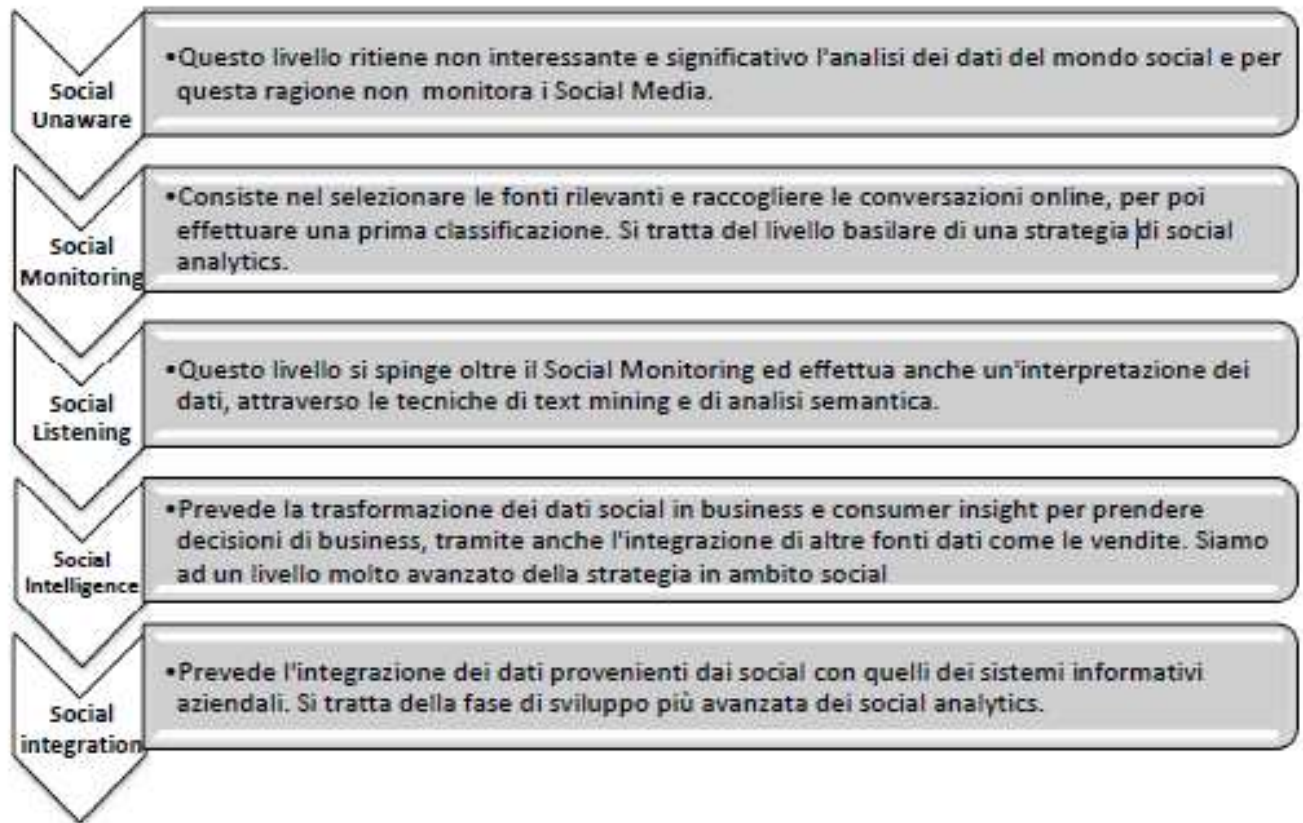 Social
Unaware
•Questo livello ritiene non interessante e significativo l'analisi dei dati del mondo social e per
questa ragione non monitora i Social Media.
Social
Monitoring
•Consiste nel selezionare le fonti rilevanti e raccogliere le conversazioni online, per poi
effettuare una prima classificazione. Si tratta del livello basilare di una strategia di social
analytics.
Social
Listening
•Questo livello si spinge oltre il Social Monitoring ed effettua anche un'interpretazione dei
dati, attraverso le tecniche di text mining e di analisi semantica.
Social
Intelligence
•Prevede la trasformazione dei dati social in business e consumer insight per prendere
decisioni di business, tramite anche l'integrazione di altre fonti dati come le vendite. Siamo
ad un livello molto avanzato della strategia in ambito social
Social
integration
•Prevede l'integrazione dei dati provenienti dai social con quelli dei sistemi informativi
aziendali. Si tratta della fase di sviluppo più avanzata dei social analytics.